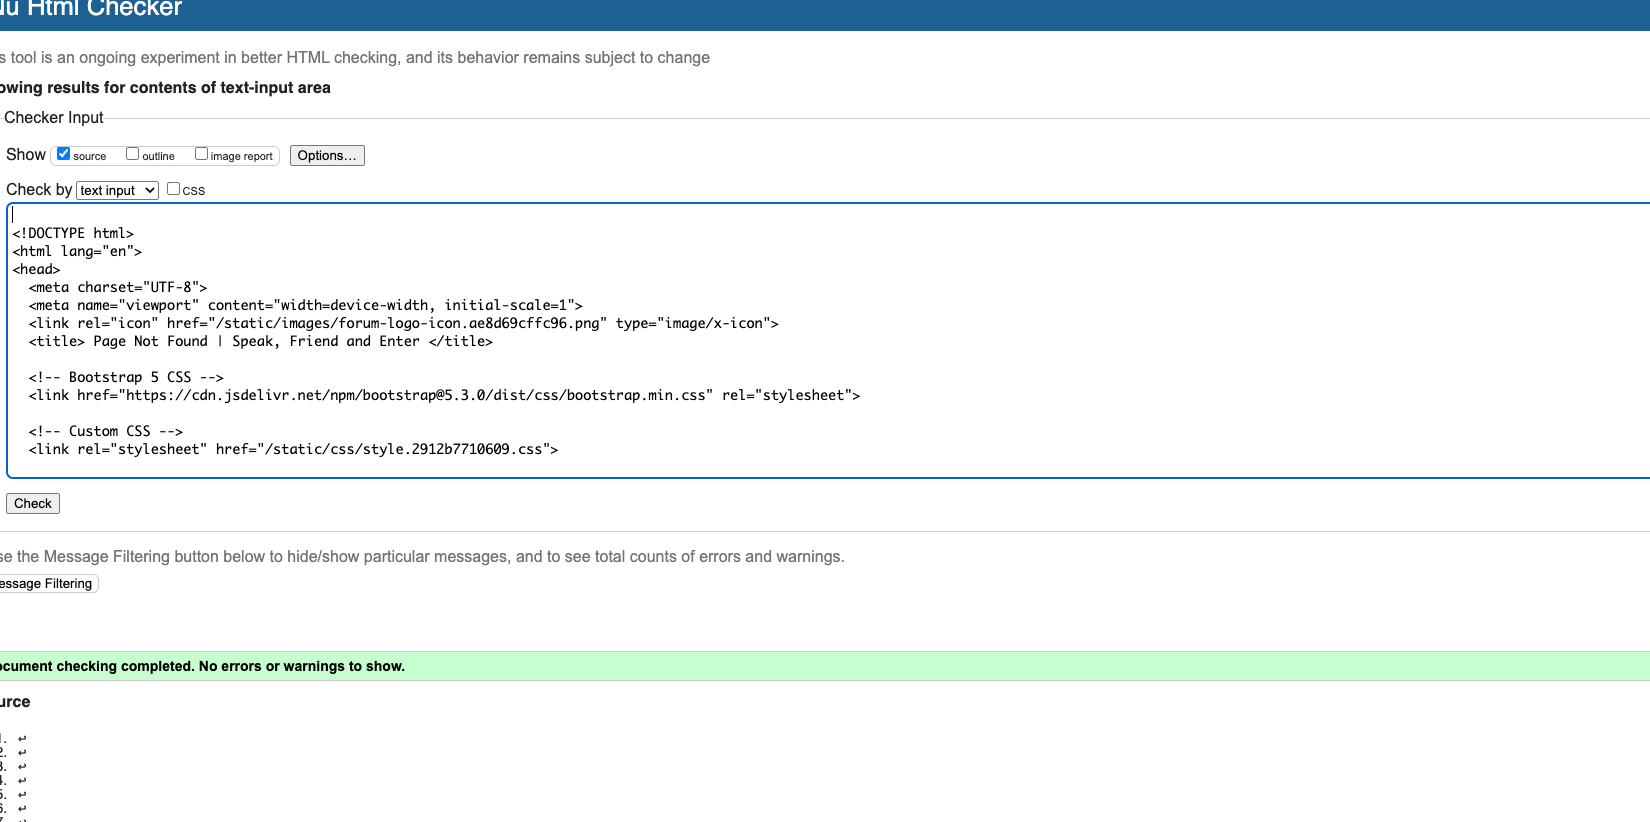 Nu Html Checker
s tool is an ongoing experiment in better HTML checking, and its behavior remains subject to change
owing results for contents of text-input area
Checker Input
Show source outline image report Options...
Check by text input css
<!DOCTYPE html>
<html lang="en">
<head>
<meta charset="UTF-8">
<meta name="viewport" content="width=device-width, initial-scale=1">
<link rel="icon" href="/static/images/forum-logo-icon.ae8d69cffc96.png" type="image/x-icon">
<title> Page Not Found | Speak, Friend and Enter </title>
<!-- Bootstrap 5 CSS -->
<link href="https://cdn.jsdelivr.net/npm/bootstrap@5.3.0/dist/css/bootstrap.min.css" rel="stylesheet">
<!-- Custom CSS -->
<link rel="stylesheet" href="/static/css/style.2912b7710609.css">
Check
se the Message Filtering button below to hide/show particular messages, and to see total counts of errors and warnings.
essage Filtering
ocument checking completed. No errors or warnings to show.
urce
1. ↩
2. ↩
3. ↩
4. ↩
5. ↩
6. ↩
7. ↩